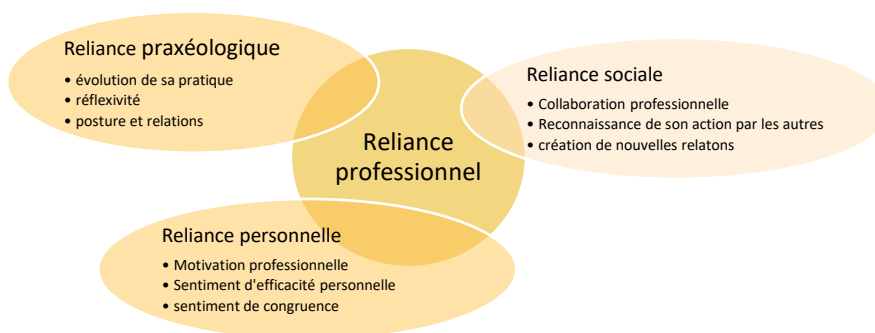 Reliance praxéologique
• évolution de sa pratique
• réflexivité
• posture et relations
Reliance sociale
• Collaboration professionnelle
• Reconnaissance de son action par les autres
• création de nouvelles relatons
Reliance
professionnel
Reliance personnelle
• Motivation professionnelle
• Sentiment d'efficacité personnelle
• sentiment de congruence